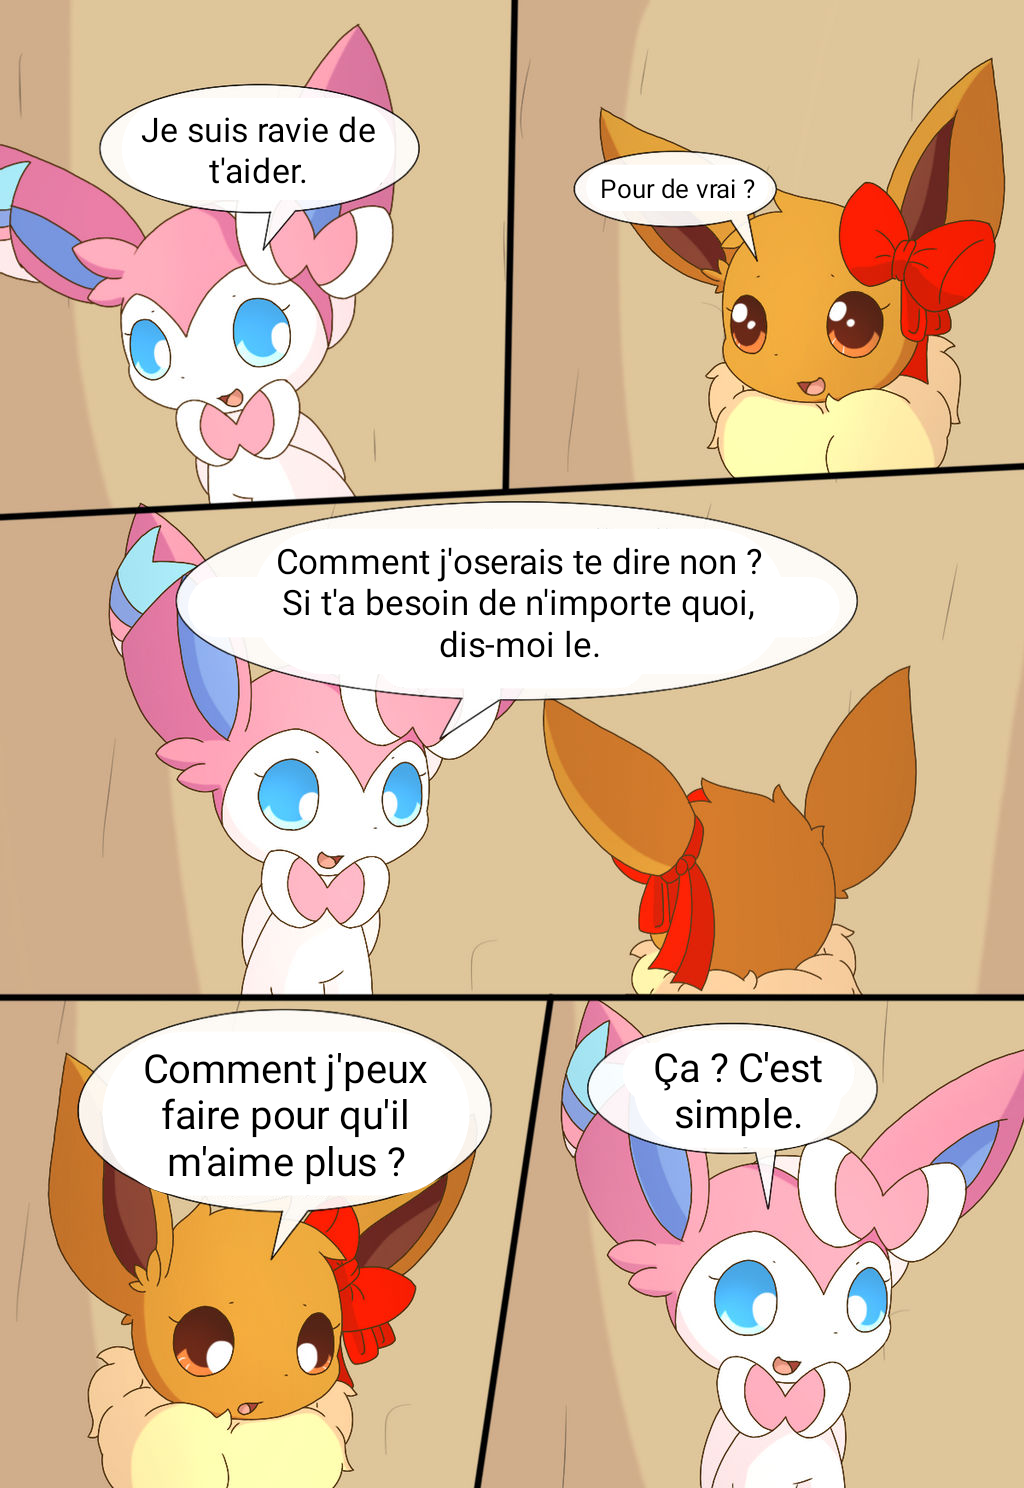 Je suis ravie de
t'aider.
Pour de vrai ?
Comment j'oserais te dire non ?
Si t'a besoin de n'importe quoi,
dis-moi le.
Comment j'peux
faire pour qu'il
m'aime plus ?
Ça ? C'est
simple.